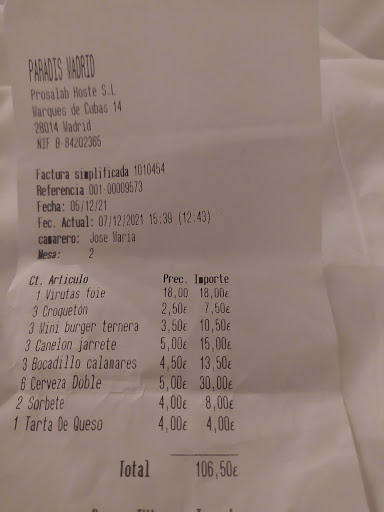 PARADIS MADRID
Prosalab Hoste S.L
Marques de Cubas 14
28014 Madrid
NIF B-84202365
Factura simplificada 1010454
Referencia 001-00009573
Fecha: 05/12/21
Fec. Actual: 07/12/2021 15:39 (12:43)
camarero: Jose Maria
Mesa: 2
Ct. Articulo Prec. Importe
1 Virutas foie 18,00 18,00€
3 Croqueton 2,50€ 7,50€
3 Mini burger ternera 3,50€ 10,50€
3 Canelon jarrete 5,00€ 15,00€
3 Bocadillo calamares 4,50€ 13,50€
6 Cerveza Doble 5,00€ 30,00€
2 Sorbete 4,00€ 8,00€
1 Tarta De Queso 4,00€ 4,00€
Total 106,50€